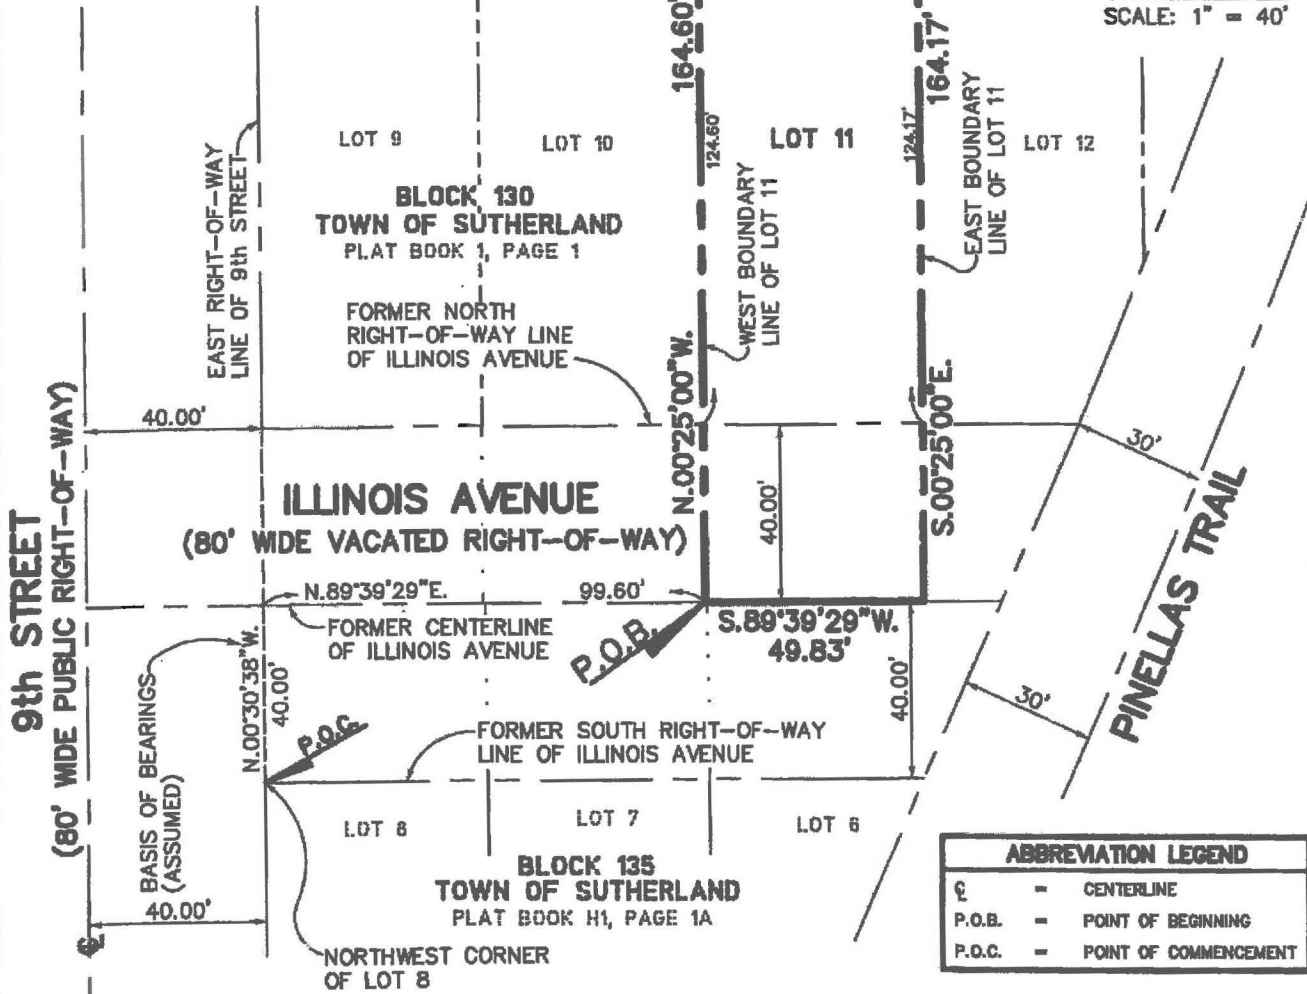 SCALE: 1" = 40'
164.60'
164.17'
124.60'
124.17'
LOT 9
LOT 10
LOT 11
LOT 12
EAST RIGHT-OF-WAY
LINE OF 9th STREET
BLOCK 130
TOWN OF SUTHERLAND
PLAT BOOK 1, PAGE 1
WEST BOUNDARY
LINE OF LOT 11
EAST BOUNDARY
LINE OF LOT 11
FORMER NORTH
RIGHT-OF-WAY LINE
OF ILLINOIS AVENUE
N.00°25'00"W.
S.00°25'00"E.
40.00'
30'
9th STREET
(80' WIDE PUBLIC RIGHT-OF-WAY)
ILLINOIS AVENUE
(80' WIDE VACATED RIGHT-OF-WAY)
40.00'
PINELLAS TRAIL
N.89°39'29"E.
99.60'
FORMER CENTERLINE
OF ILLINOIS AVENUE
P.O.B.
S.89°39'29"W.
49.83'
N.00°30'38"W.
40.00'
40.00'
30'
BASIS OF BEARINGS
(ASSUMED)
P.O.C.
FORMER SOUTH RIGHT-OF-WAY
LINE OF ILLINOIS AVENUE
LOT 8
LOT 7
LOT 6
BLOCK 135
TOWN OF SUTHERLAND
PLAT BOOK H1, PAGE 1A
40.00'
℄
NORTHWEST CORNER
OF LOT 8
ABBREVIATION LEGEND
℄ = CENTERLINE
P.O.B. = POINT OF BEGINNING
P.O.C. = POINT OF COMMENCEMENT